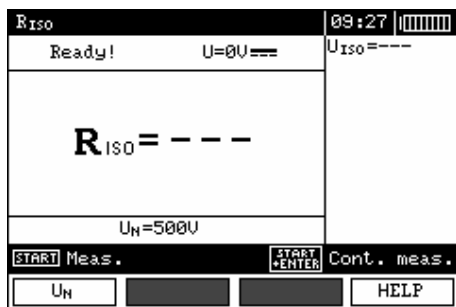 RISO 09:27
Ready! U=0V
UISO=---
RISO=---
UN=500V
START Meas. START +ENTER Cont. meas.
UN HELP